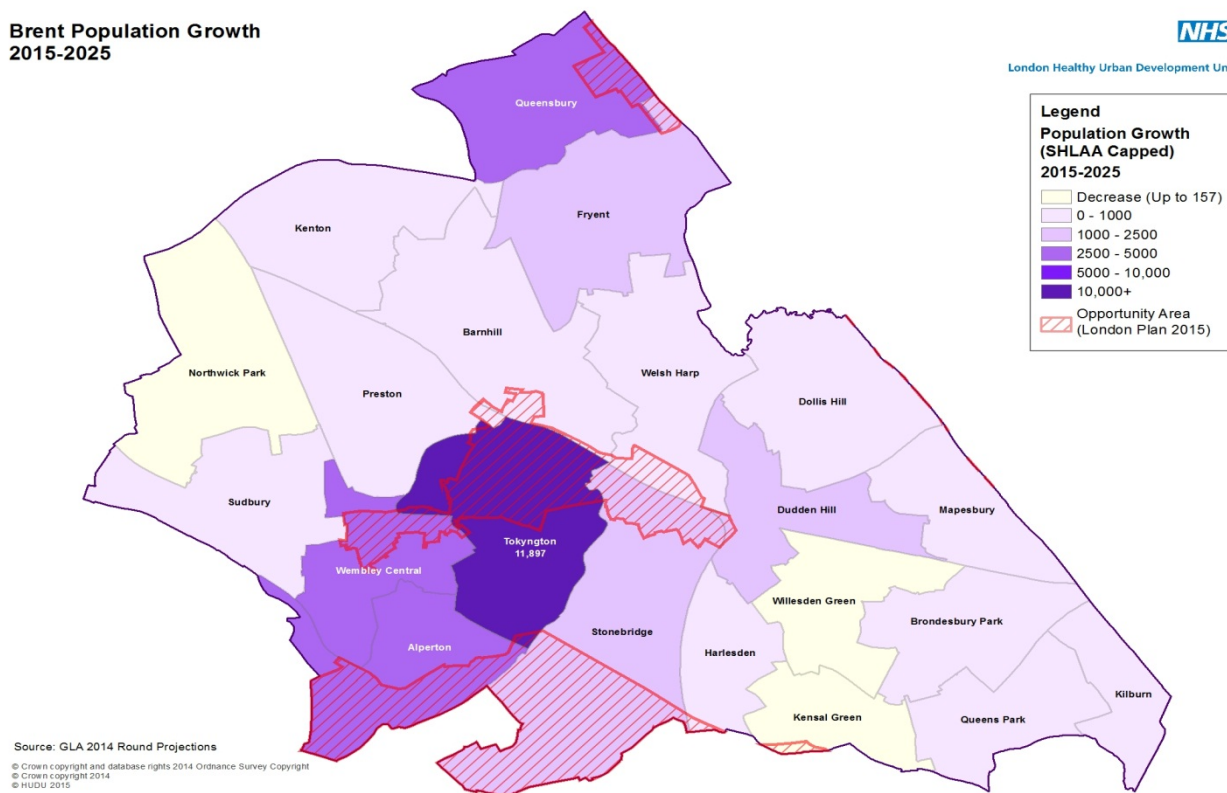 Brent Population Growth
2015-2025
NHS
London Healthy Urban Development Un
Legend
Population Growth
(SHLAA Capped)
2015-2025
Decrease (Up to 157)
0 - 1000
1000 - 2500
2500 - 5000
5000 - 10,000
10,000+
Opportunity Area
(London Plan 2015)
Queensbury
Fryent
Kenton
Barnhill
Northwick Park
Welsh Harp
Preston
Dollis Hill
Sudbury
Dudden Hill
Mapesbury
Tokyngton
11,897
Wembley Central
Willesden Green
Brondesbury Park
Stonebridge
Alperton
Harlesden
Kilburn
Kensal Green
Queens Park
Source: GLA 2014 Round Projections
© Crown copyright and database rights 2014 Ordnance Survey Copyright
© Crown copyright 2014
© HUDU 2015